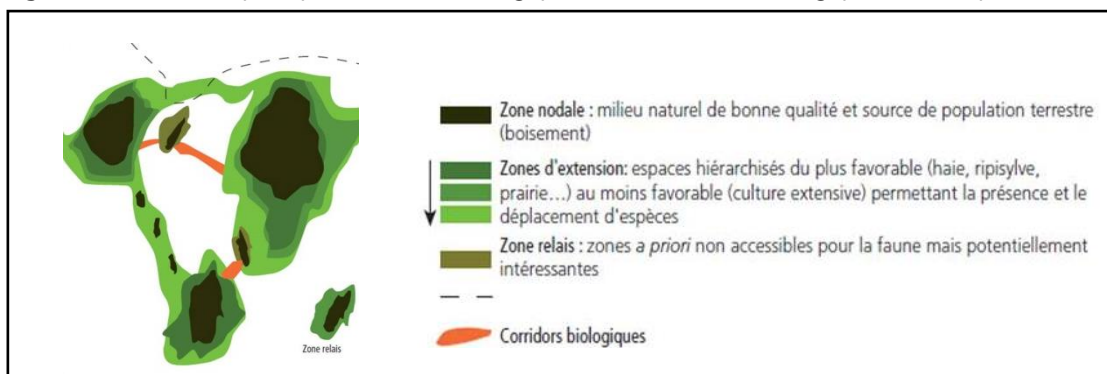 Zone nodale : milieu naturel de bonne qualité et source de population terrestre
(boisement)
Zones d'extension: espaces hiérarchisés du plus favorable (haie, ripisylve,
prairie...) au moins favorable (culture extensive) permettant la présence et le
déplacement d'espèces
Zone relais : zones a priori non accessibles pour la faune mais potentiellement
intéressantes
Corridors biologiques
Zone relais